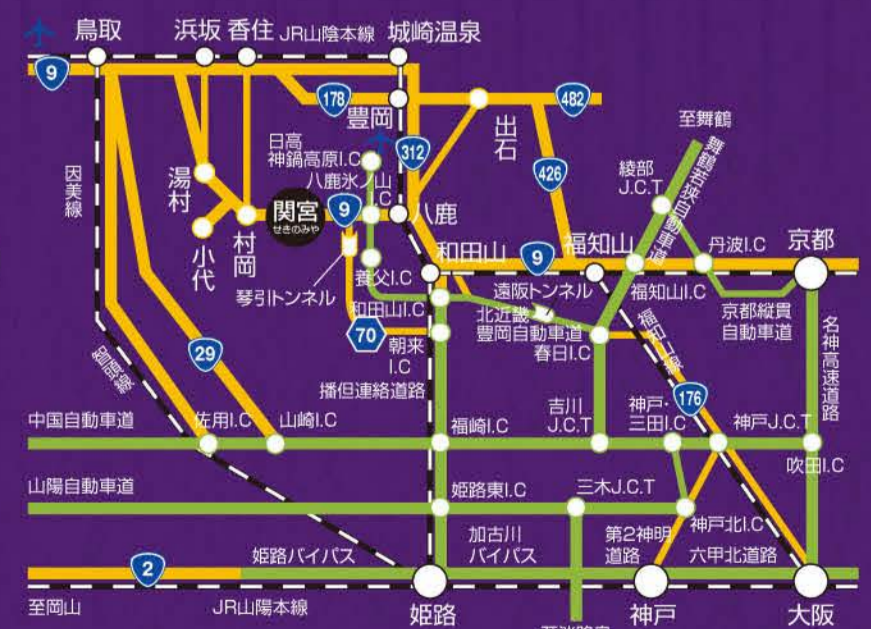 鳥取
浜坂
香住
JR山陰本線
城崎温泉
9
178
482
豊岡
出石
至舞鶴
日高
神鍋高原I.C
312
因美線
八鹿氷ノ山
I.C
426
綾部
J.C.T
舞鶴若狭自動車道
湯村
関宮
せきのみや
9
八鹿
小代
村岡
和田山
9
福知山
丹波I.C
京都
養父I.C
琴引トンネル
遠阪トンネル
福知山I.C
和田山I.C
京都縦貫
自動車道
北近畿
豊岡自動車道
70
春日I.C
福知山線
名神高速道路
29
朝来
I.C
播但連絡道路
176
中国自動車道
佐用I.C
山崎I.C
福崎I.C
吉川
J.C.T
神戸・
三田I.C
神戸J.C.T
吹田I.C
山陽自動車道
姫路東I.C
三木J.C.T
神戸北I.C
加古川
バイパス
第2神明
道路
六甲北道路
2
姫路バイパス
至岡山
JR山陽本線
姫路
神戸
大阪